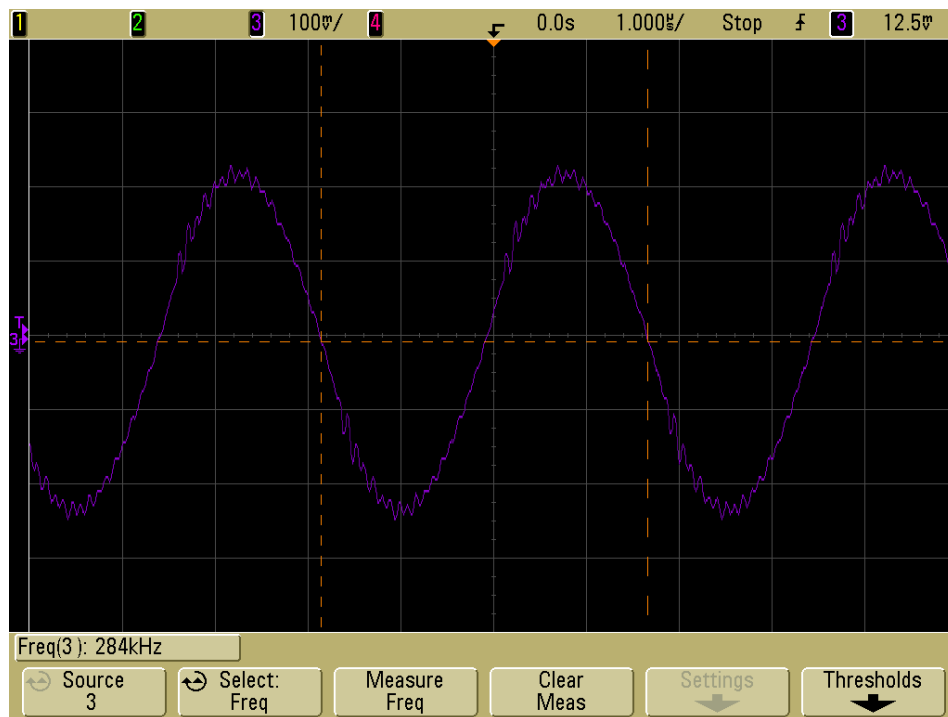 1 2 3 100mV/ 4 0.0s 1.000µs/ Stop 3 12.5mV
T
3
Freq(3): 284kHz
Source Select: Measure Clear Settings Thresholds
3 Freq Freq Meas